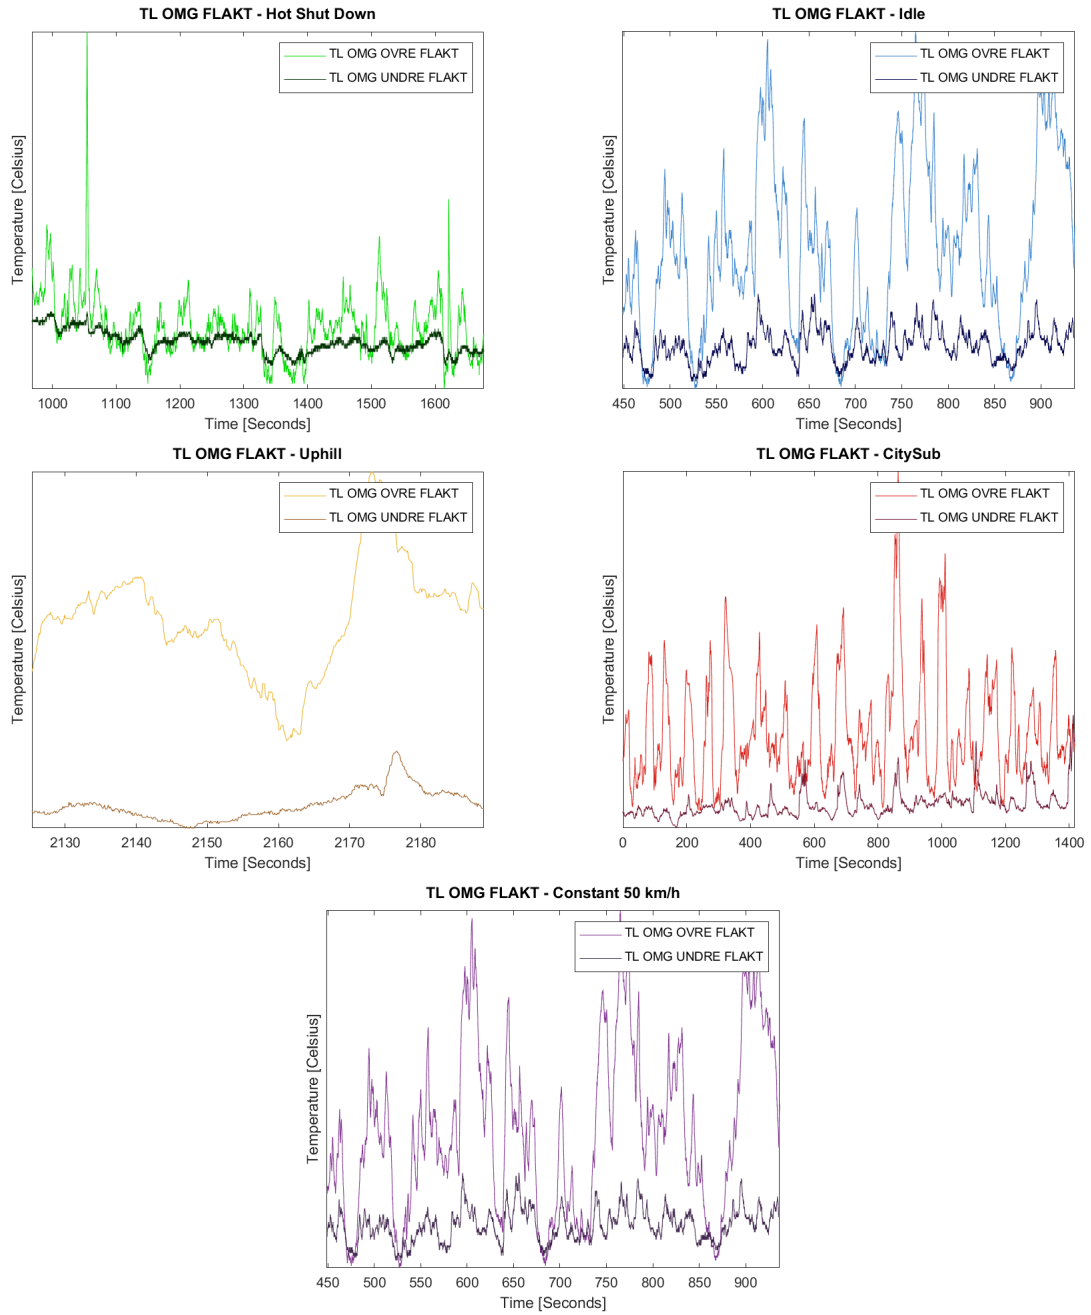 TL OMG FLAKT - Hot Shut Down
TL OMG OVRE FLAKT
TL OMG UNDRE FLAKT
Temperature [Celsius]
1000 1100 1200 1300 1400 1500 1600
Time [Seconds]
TL OMG FLAKT - Idle
TL OMG OVRE FLAKT
TL OMG UNDRE FLAKT
Temperature [Celsius]
450 500 550 600 650 700 750 800 850 900
Time [Seconds]
TL OMG FLAKT - Uphill
TL OMG OVRE FLAKT
TL OMG UNDRE FLAKT
Temperature [Celsius]
2130 2140 2150 2160 2170 2180
Time [Seconds]
TL OMG FLAKT - CitySub
TL OMG OVRE FLAKT
TL OMG UNDRE FLAKT
Temperature [Celsius]
0 200 400 600 800 1000 1200 1400
Time [Seconds]
TL OMG FLAKT - Constant 50 km/h
TL OMG OVRE FLAKT
TL OMG UNDRE FLAKT
Temperature [Celsius]
450 500 550 600 650 700 750 800 850 900
Time [Seconds]